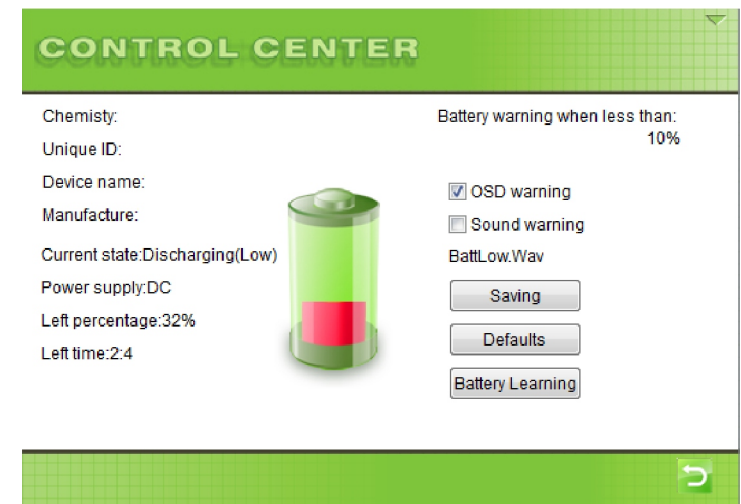 CONTROL CENTER
Chemisty:
Unique ID:
Device name:
Manufacture:
Current state:Discharging(Low)
Power supply:DC
Left percentage:32%
Left time:2:4
Battery warning when less than:
10%
OSD warning
Sound warning
BattLow.Wav
Saving
Defaults
Battery Learning